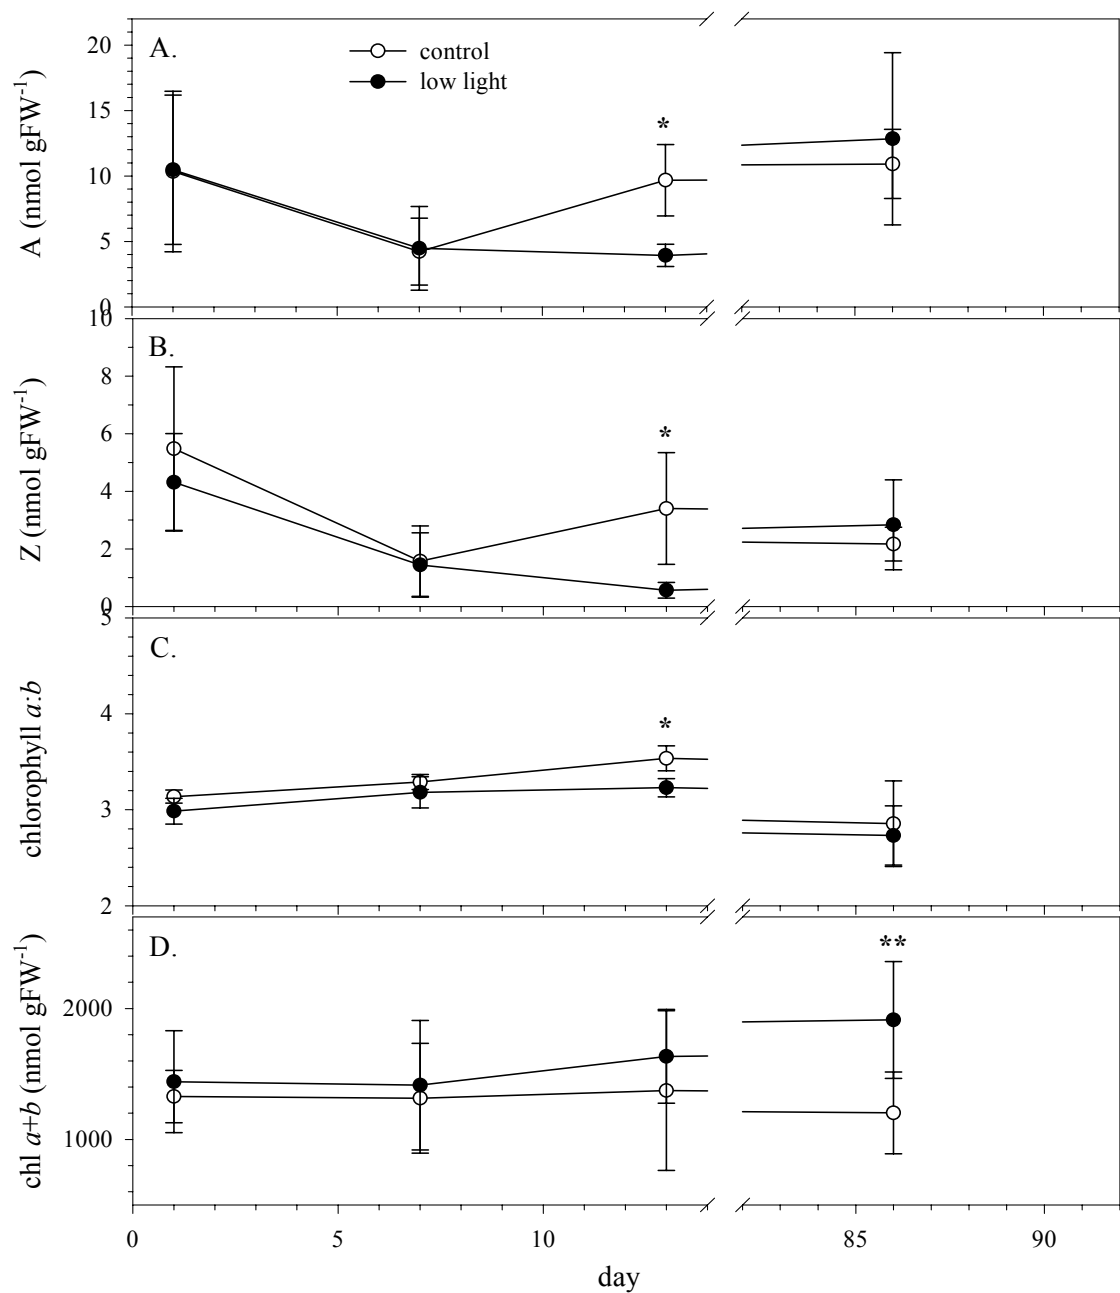 A.
control
low light
20
15
10
5
0
A (nmol gFW⁻¹)
*
B.
10
8
6
4
2
0
Z (nmol gFW⁻¹)
*
C.
5
4
3
2
chlorophyll a:b
*
D.
2000
1000
chl a+b (nmol gFW⁻¹)
**
0 5 10 85 90
day